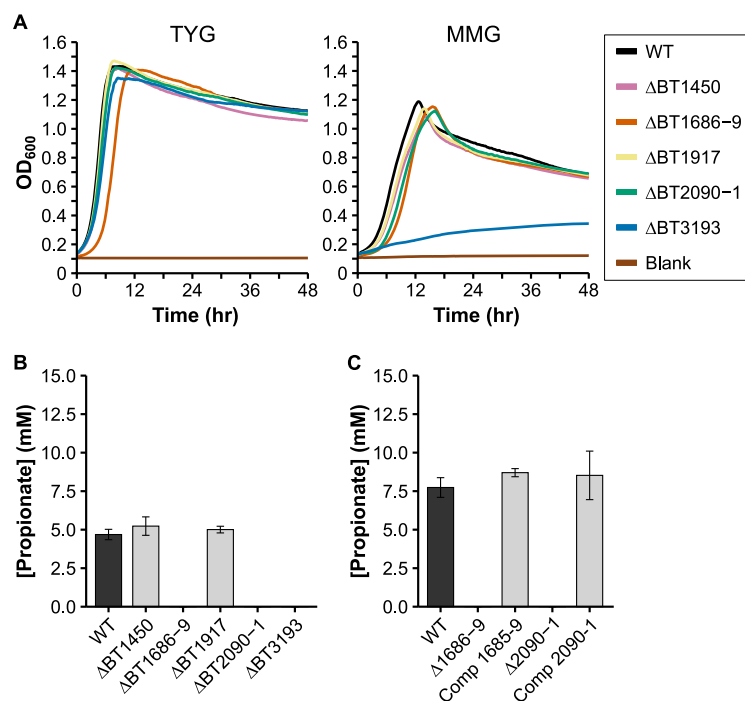 A
TYG
MMG
OD600
1.6
1.4
1.2
1.0
0.8
0.6
0.4
0.2
0
0 12 24 36 48
Time (hr)
1.6
1.4
1.2
1.0
0.8
0.6
0.4
0.2
0
0 12 24 36 48
Time (hr)
WT
ΔBT1450
ΔBT1686−9
ΔBT1917
ΔBT2090−1
ΔBT3193
Blank
B
[Propionate] (mM)
15.0
12.5
10.0
7.5
5.0
2.5
0.0
WT
ΔBT1450
ΔBT1686−9
ΔBT1917
ΔBT2090−1
ΔBT3193
C
[Propionate] (mM)
15.0
12.5
10.0
7.5
5.0
2.5
0.0
WT
Δ1686−9
Comp 1685-9
Δ2090−1
Comp 2090-1